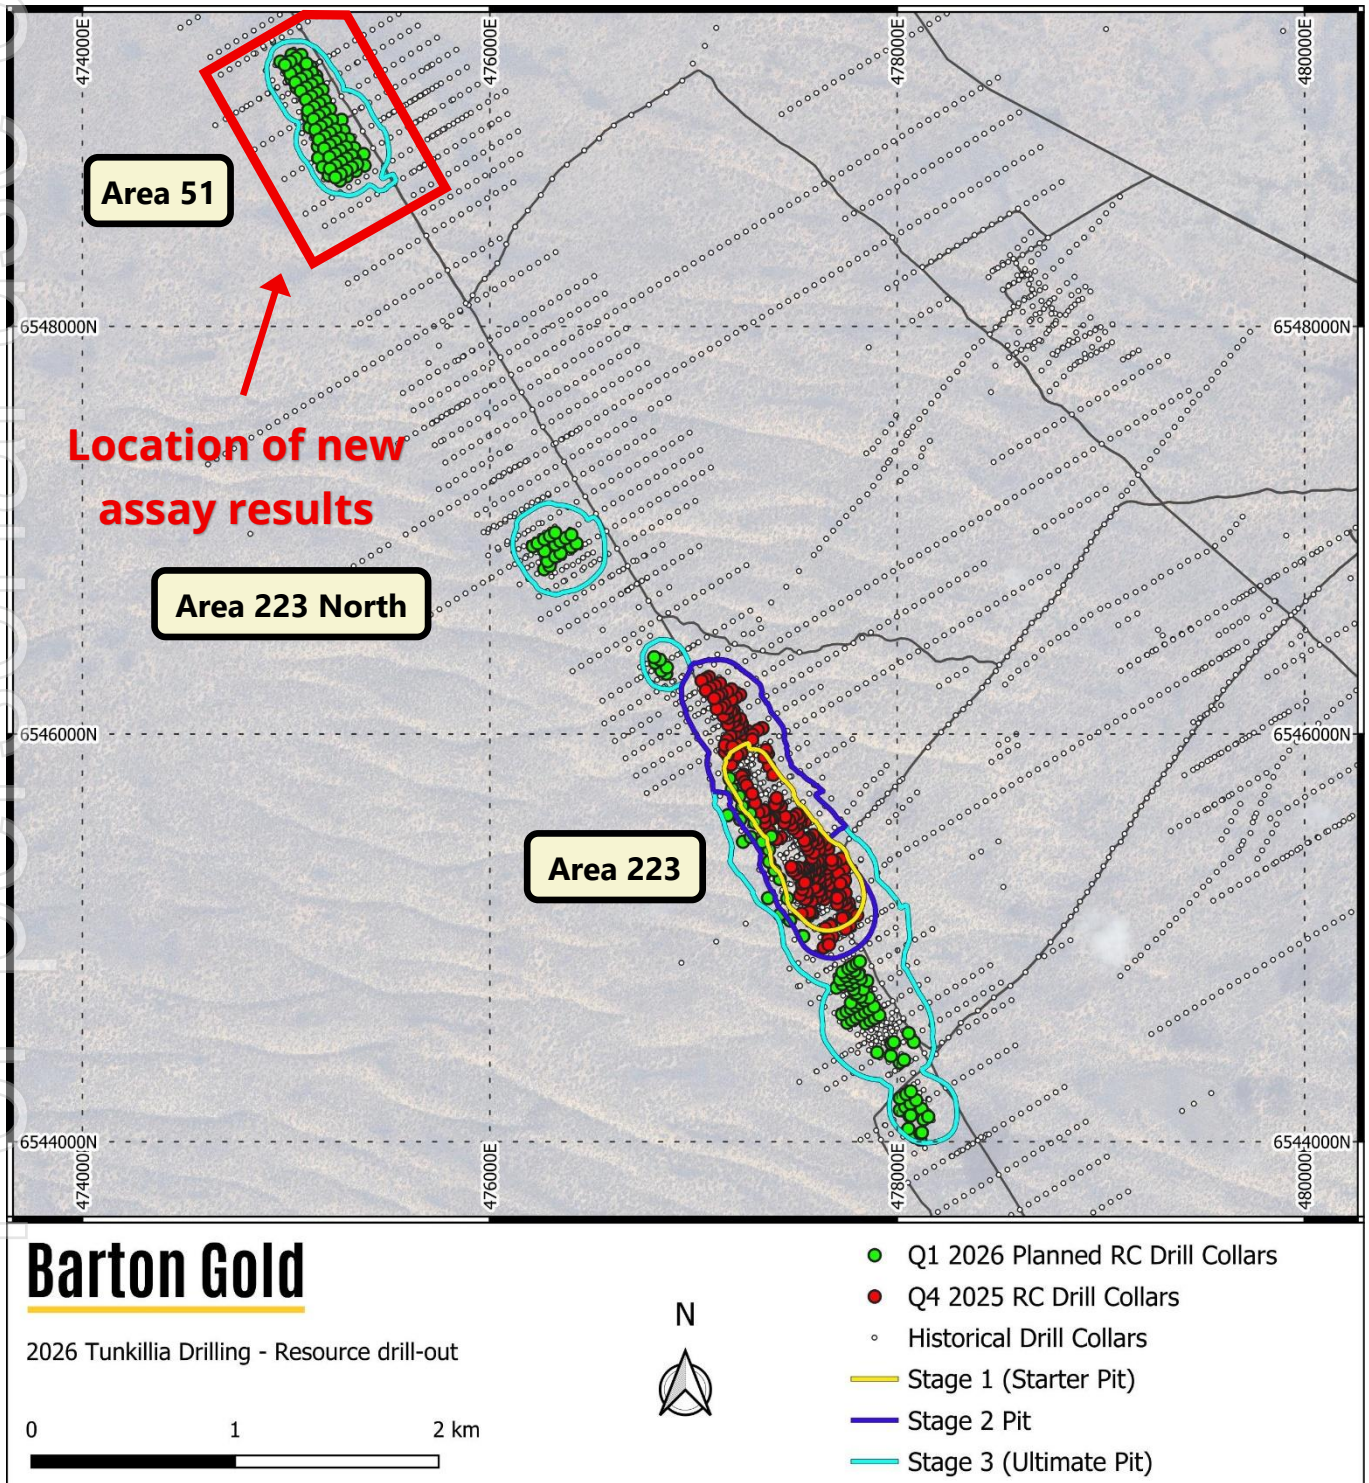 474000E
476000E
478000E
480000E
Area 51
6548000N
6548000N
Location of new
assay results
Area 223 North
6546000N
6546000N
Area 223
6544000N
6544000N
474000E
476000E
478000E
480000E
Barton Gold
2026 Tunkillia Drilling - Resource drill-out
0 1 2 km
N
Q1 2026 Planned RC Drill Collars
Q4 2025 RC Drill Collars
Historical Drill Collars
Stage 1 (Starter Pit)
Stage 2 Pit
Stage 3 (Ultimate Pit)